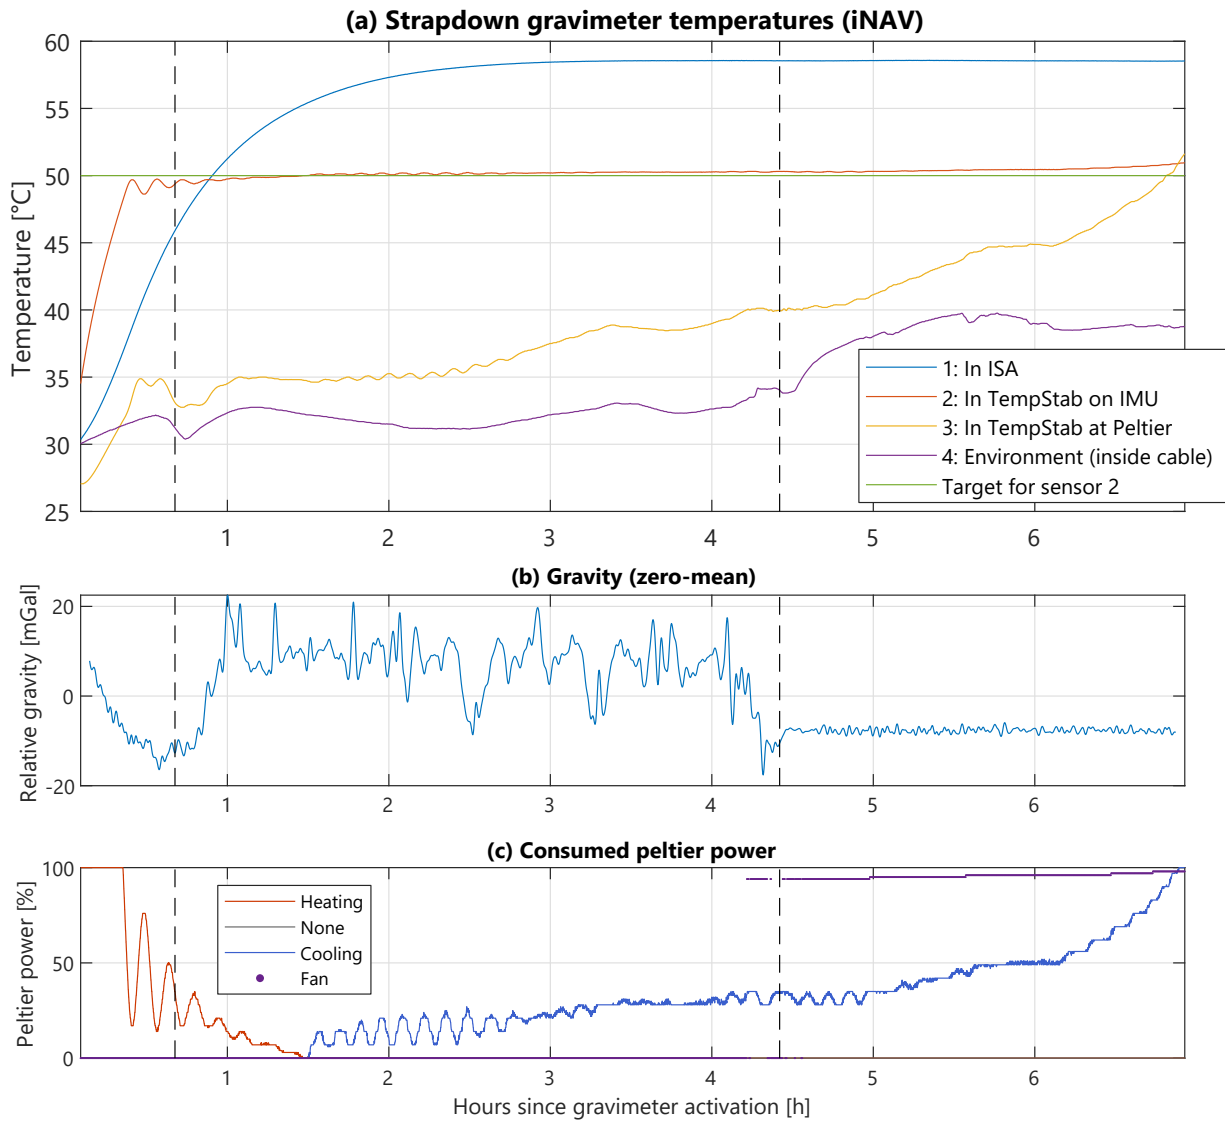 (a) Strapdown gravimeter temperatures (iNAV)
Temperature [°C]
60
55
50
45
40
35
30
25
1: In ISA
2: In TempStab on IMU
3: In TempStab at Peltier
4: Environment (inside cable)
Target for sensor 2
1 2 3 4 5 6
(b) Gravity (zero-mean)
Relative gravity [mGal]
20
0
-20
1 2 3 4 5 6
(c) Consumed peltier power
Peltier power [%]
100
50
0
Heating
None
Cooling
Fan
1 2 3 4 5 6
Hours since gravimeter activation [h]